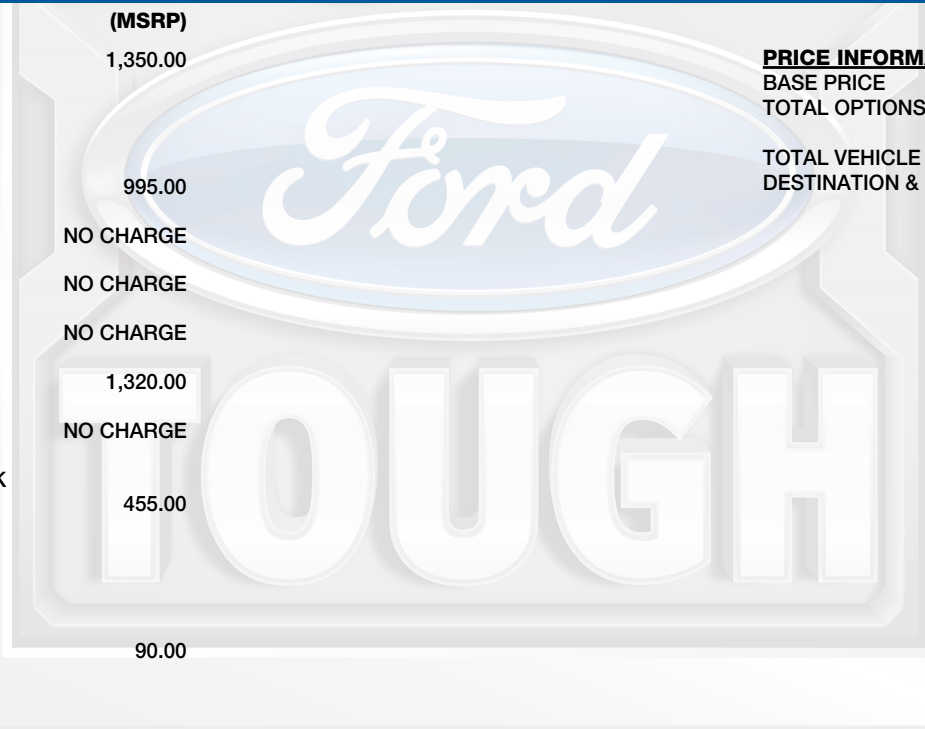 (MSRP)
1,350.00
995.00
NO CHARGE
NO CHARGE
NO CHARGE
1,320.00
NO CHARGE
455.00
90.00
PRICE
BASE PRICE
TOTAL OPTIONS
TOTAL VEHICLE
DESTINATION &
Ford
TOUGH